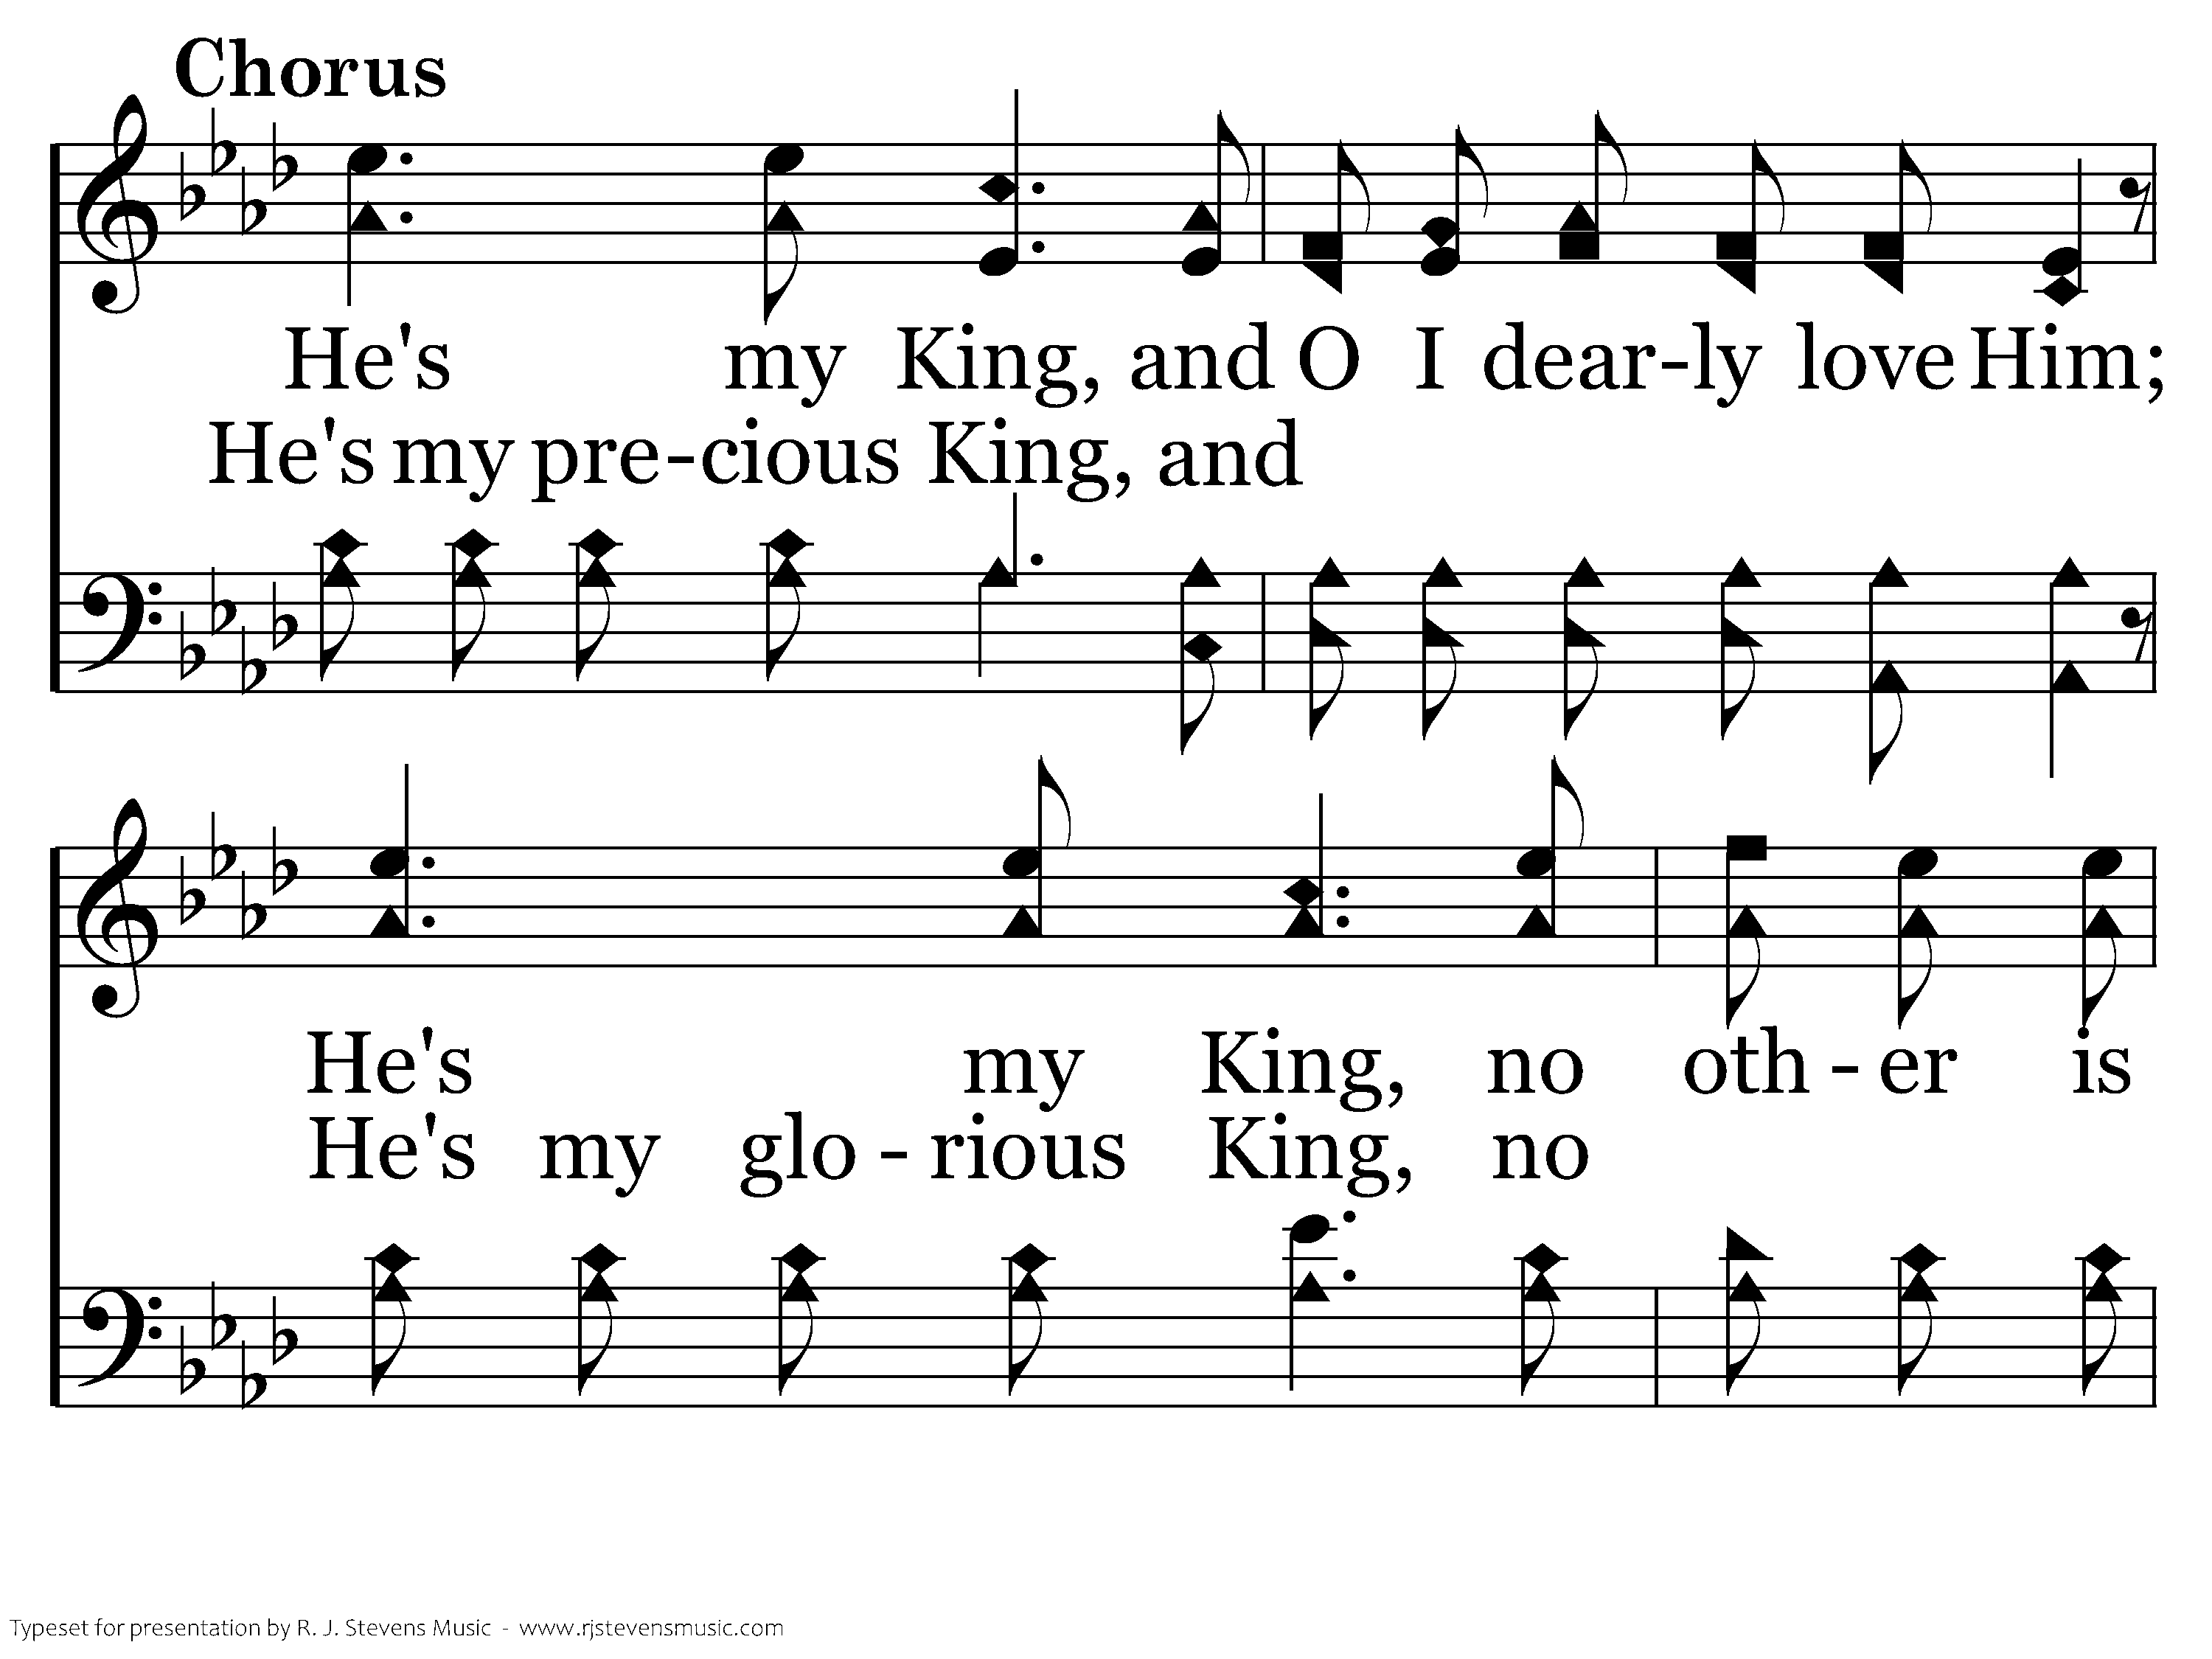 Chorus
He's my King, and O I dear-ly love Him;
He's my pre-cious King, and
He's my King, no oth - er is
He's my glo - rious King, no
Typeset for presentation by R. J. Stevens Music - www.rjstevensmusic.com